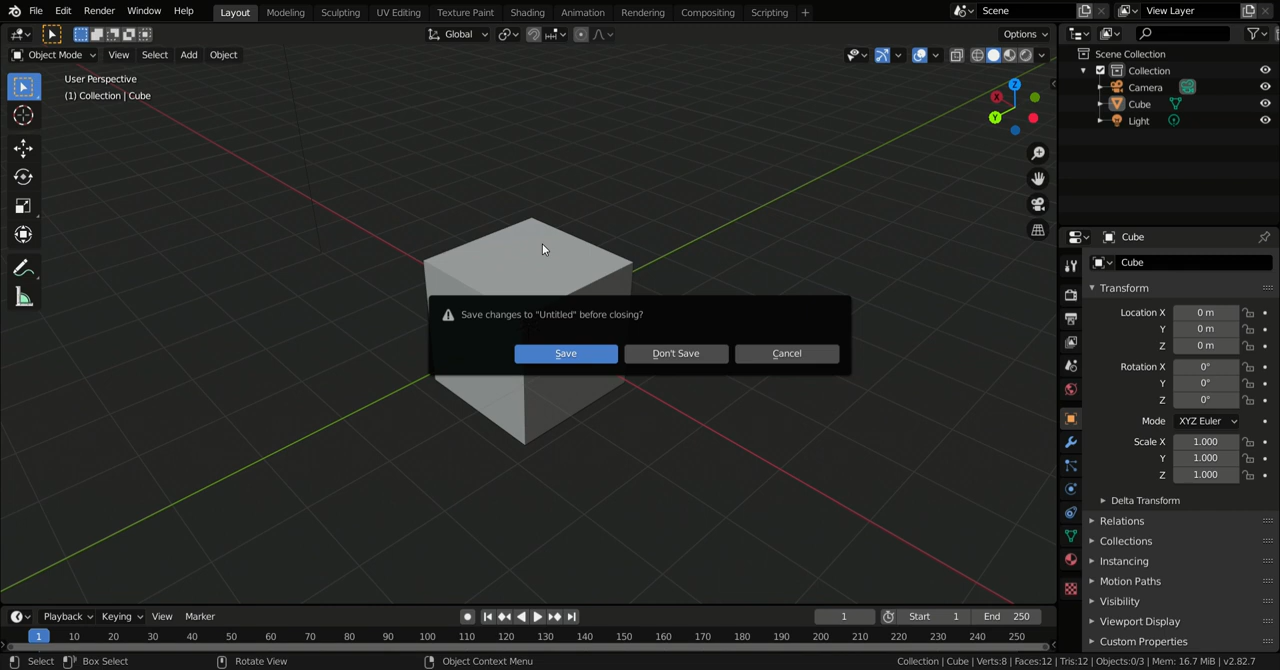 File Edit Render Window Help Layout Modeling Sculpting UV Editing Texture Paint Shading Animation Rendering Compositing Scripting + Scene View Layer
Global Options
Object Mode View Select Add Object
User Perspective
(1) Collection | Cube
Z
X
Y
Scene Collection
Collection
Camera
Cube
Light
Save changes to "Untitled" before closing?
Save Don't Save Cancel
Cube
Cube
Transform
Location X 0 m
Y 0 m
Z 0 m
Rotation X 0°
Y 0°
Z 0°
Mode XYZ Euler
Scale X 1.000
Y 1.000
Z 1.000
Delta Transform
Relations
Collections
Instancing
Motion Paths
Visibility
Viewport Display
Custom Properties
Playback Keying View Marker 1 Start 1 End 250
1 10 20 30 40 50 60 70 80 90 100 110 120 130 140 150 160 170 180 190 200 210 220 230 240 250
Select Box Select Rotate View Object Context Menu Collection | Cube | Verts:8 | Faces:12 | Tris:12 | Objects:0/3 | Mem: 16.7 MiB | v2.82.7